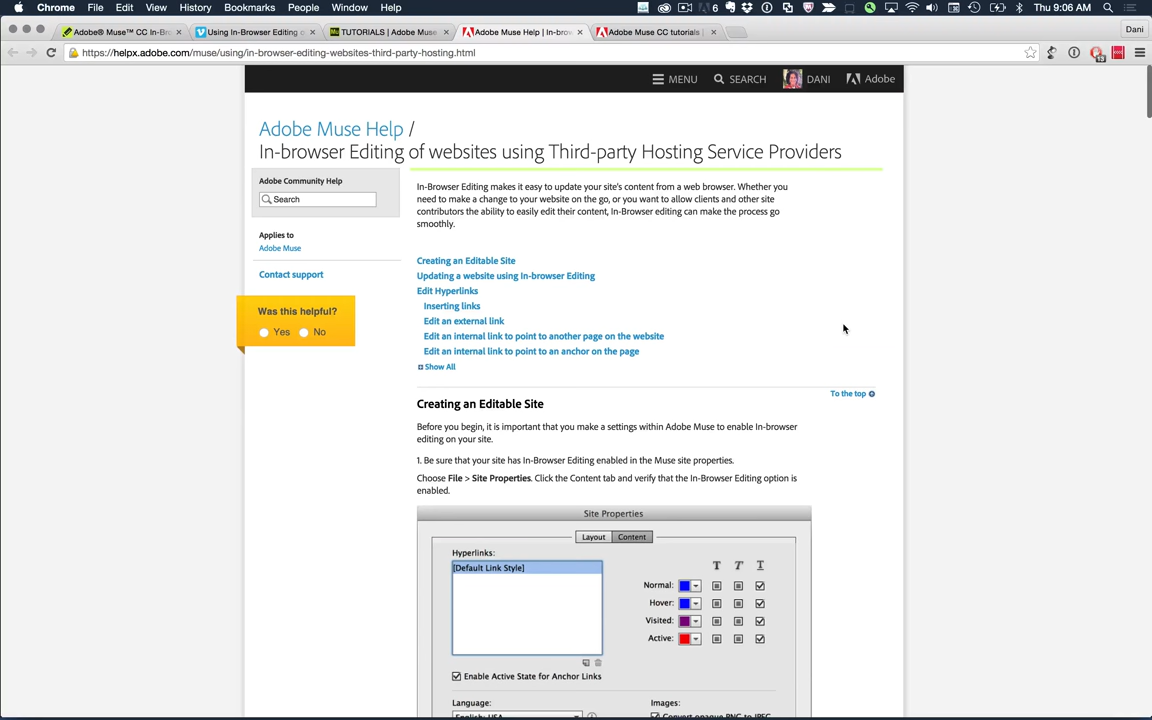 Chrome File Edit View History Bookmarks People Window Help 6 Thu 9:06 AM
Adobe® Muse™ CC In-Bro × Using In-Browser Editing o × TUTORIALS | Adobe Muse × Adobe Muse Help | In-brow × Adobe Muse CC tutorials | × Dani
https://helpx.adobe.com/muse/using/in-browser-editing-websites-third-party-hosting.html
MENU SEARCH DANI Adobe
Adobe Muse Help /
In-browser Editing of websites using Third-party Hosting Service Providers
Adobe Community Help
Search
Applies to
Adobe Muse
Contact support
Was this helpful?
Yes No
In-Browser Editing makes it easy to update your site's content from a web browser. Whether you
need to make a change to your website on the go, or you want to allow clients and other site
contributors the ability to easily edit their content, In-Browser editing can make the process go
smoothly.
Creating an Editable Site
Updating a website using In-browser Editing
Edit Hyperlinks
Inserting links
Edit an external link
Edit an internal link to point to another page on the website
Edit an internal link to point to an anchor on the page
Show All
To the top
Creating an Editable Site
Before you begin, it is important that you make a settings within Adobe Muse to enable In-browser
editing on your site.
1. Be sure that your site has In-Browser Editing enabled in the Muse site properties.
Choose File > Site Properties. Click the Content tab and verify that the In-Browser Editing option is
enabled.
Site Properties
Layout Content
Hyperlinks:
[Default Link Style]
T T T
Normal:
Hover:
Visited:
Active:
Enable Active State for Anchor Links
Language: Images:
English: USA Convert opaque PNG to JPEG